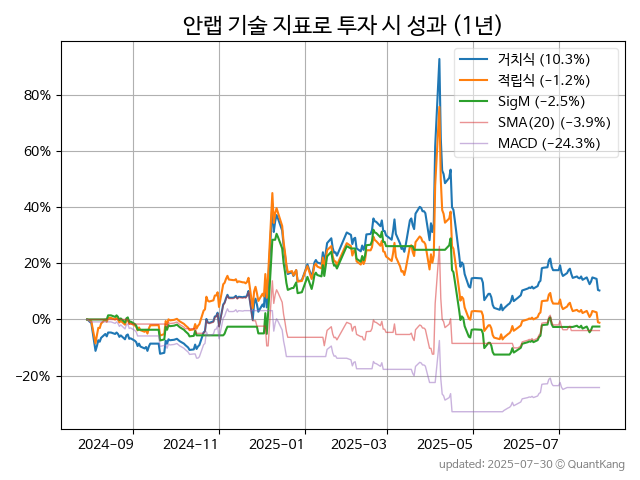 안랩 기술 지표로 투자 시 성과 (1년)
거치식 (10.3%)
적립식 (−1.2%)
SigM (−2.5%)
SMA(20) (−3.9%)
MACD (−24.3%)
80%
60%
40%
20%
0%
−20%
2024-09
2024-11
2025-01
2025-03
2025-05
2025-07
updated: 2025-07-30 © QuantKang